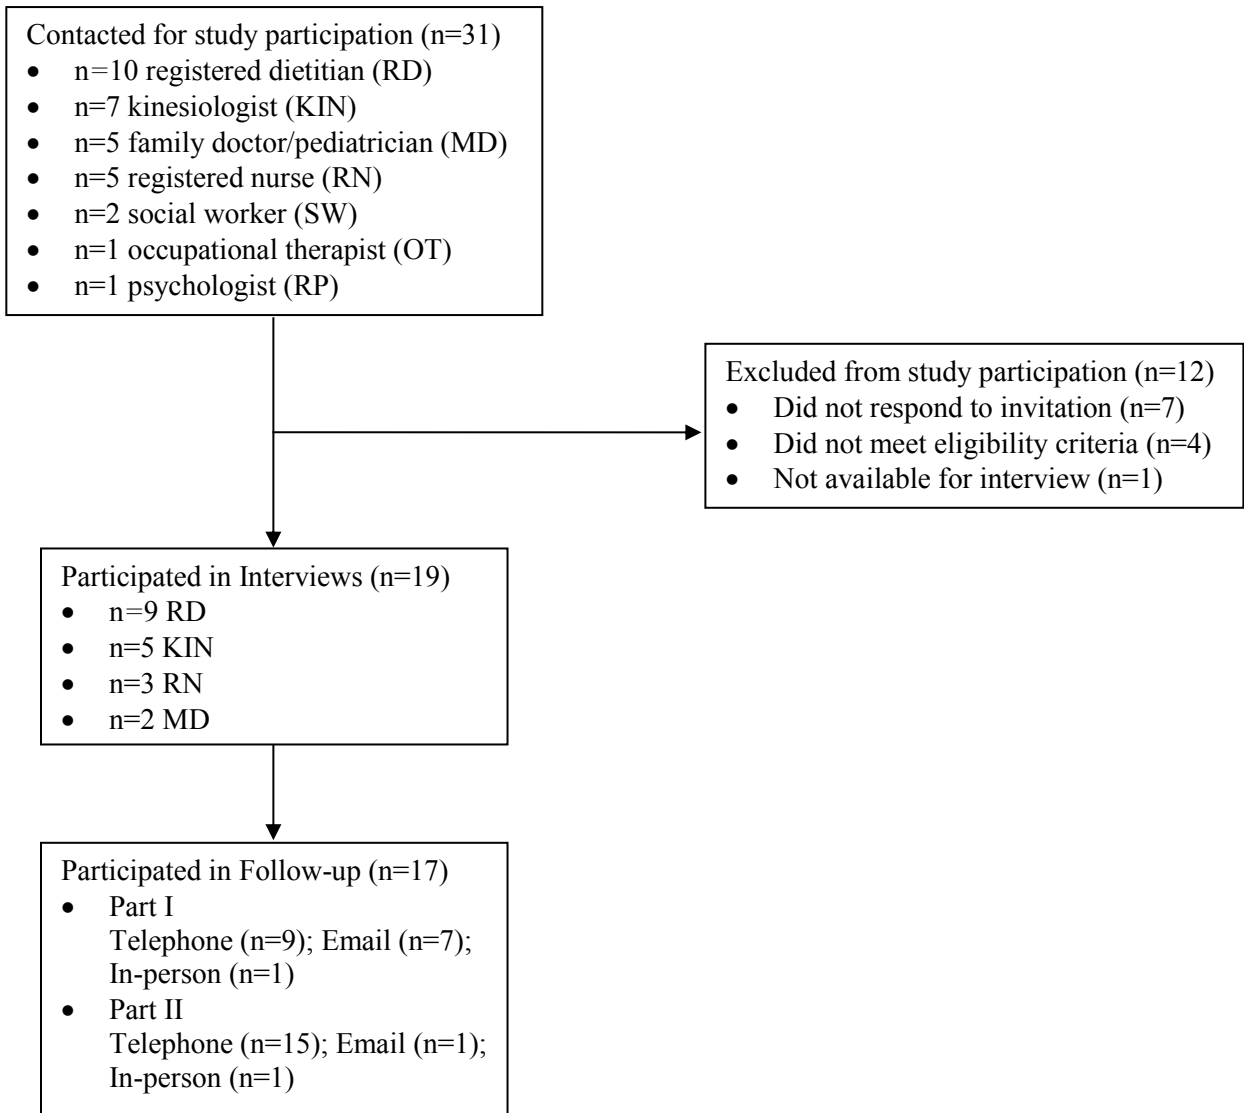 Contacted for study participation (n=31)
• n=10 registered dietitian (RD)
• n=7 kinesiologist (KIN)
• n=5 family doctor/pediatrician (MD)
• n=5 registered nurse (RN)
• n=2 social worker (SW)
• n=1 occupational therapist (OT)
• n=1 psychologist (RP)
Excluded from study participation (n=12)
• Did not respond to invitation (n=7)
• Did not meet eligibility criteria (n=4)
• Not available for interview (n=1)
Participated in Interviews (n=19)
• n=9 RD
• n=5 KIN
• n=3 RN
• n=2 MD
Participated in Follow-up (n=17)
• Part I
Telephone (n=9); Email (n=7);
In-person (n=1)
• Part II
Telephone (n=15); Email (n=1);
In-person (n=1)